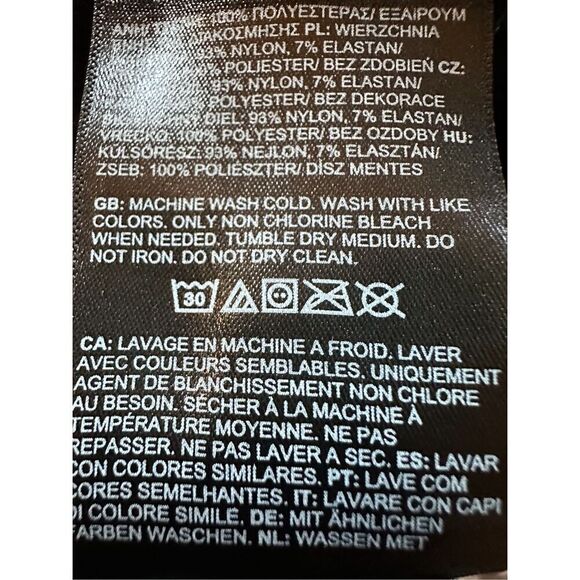 100% ΠΟΛΥΕΣΤΕΡΑΣ/ ΕΞΑΙΡΟΥΜ
ΔΙΑΚΟΣΜΗΣΗΣ PL: WIERZCHNIA
93% NYLON, 7% ELASTAN/
POLIESTER/ BEZ ZDOBIEŃ CZ:
93% NYLON, 7% ELASTAN/
100% POLYESTER/ BEZ DEKORACE
DIEL: 93% NYLON, 7% ELASTAN/
VRECKO: 100% POLYESTER/ BEZ OZDOBY HU:
KÜLSŐRÉSZ: 93% NEJLON, 7% ELASZTÁN/
ZSEB: 100% POLIÉSZTER/ DÍSZ MENTES
GB: MACHINE WASH COLD. WASH WITH LIKE
COLORS. ONLY NON CHLORINE BLEACH
WHEN NEEDED. TUMBLE DRY MEDIUM. DO
NOT IRON. DO NOT DRY CLEAN.
30
CA: LAVAGE EN MACHINE A FROID. LAVER
AVEC COULEURS SEMBLABLES. UNIQUEMENT
AGENT DE BLANCHISSEMENT NON CHLORE
AU BESOIN. SÉCHER À LA MACHINE À
TEMPÉRATURE MOYENNE. NE PAS
REPASSER. NE PAS LAVER A SEC. ES: LAVAR
CON COLORES SIMILARES. PT: LAVE COM
CORES SEMELHANTES. IT: LAVARE CON CAPI
DI COLORE SIMILE. DE: MIT ÄHNLICHEN
FARBEN WASCHEN. NL: WASSEN MET